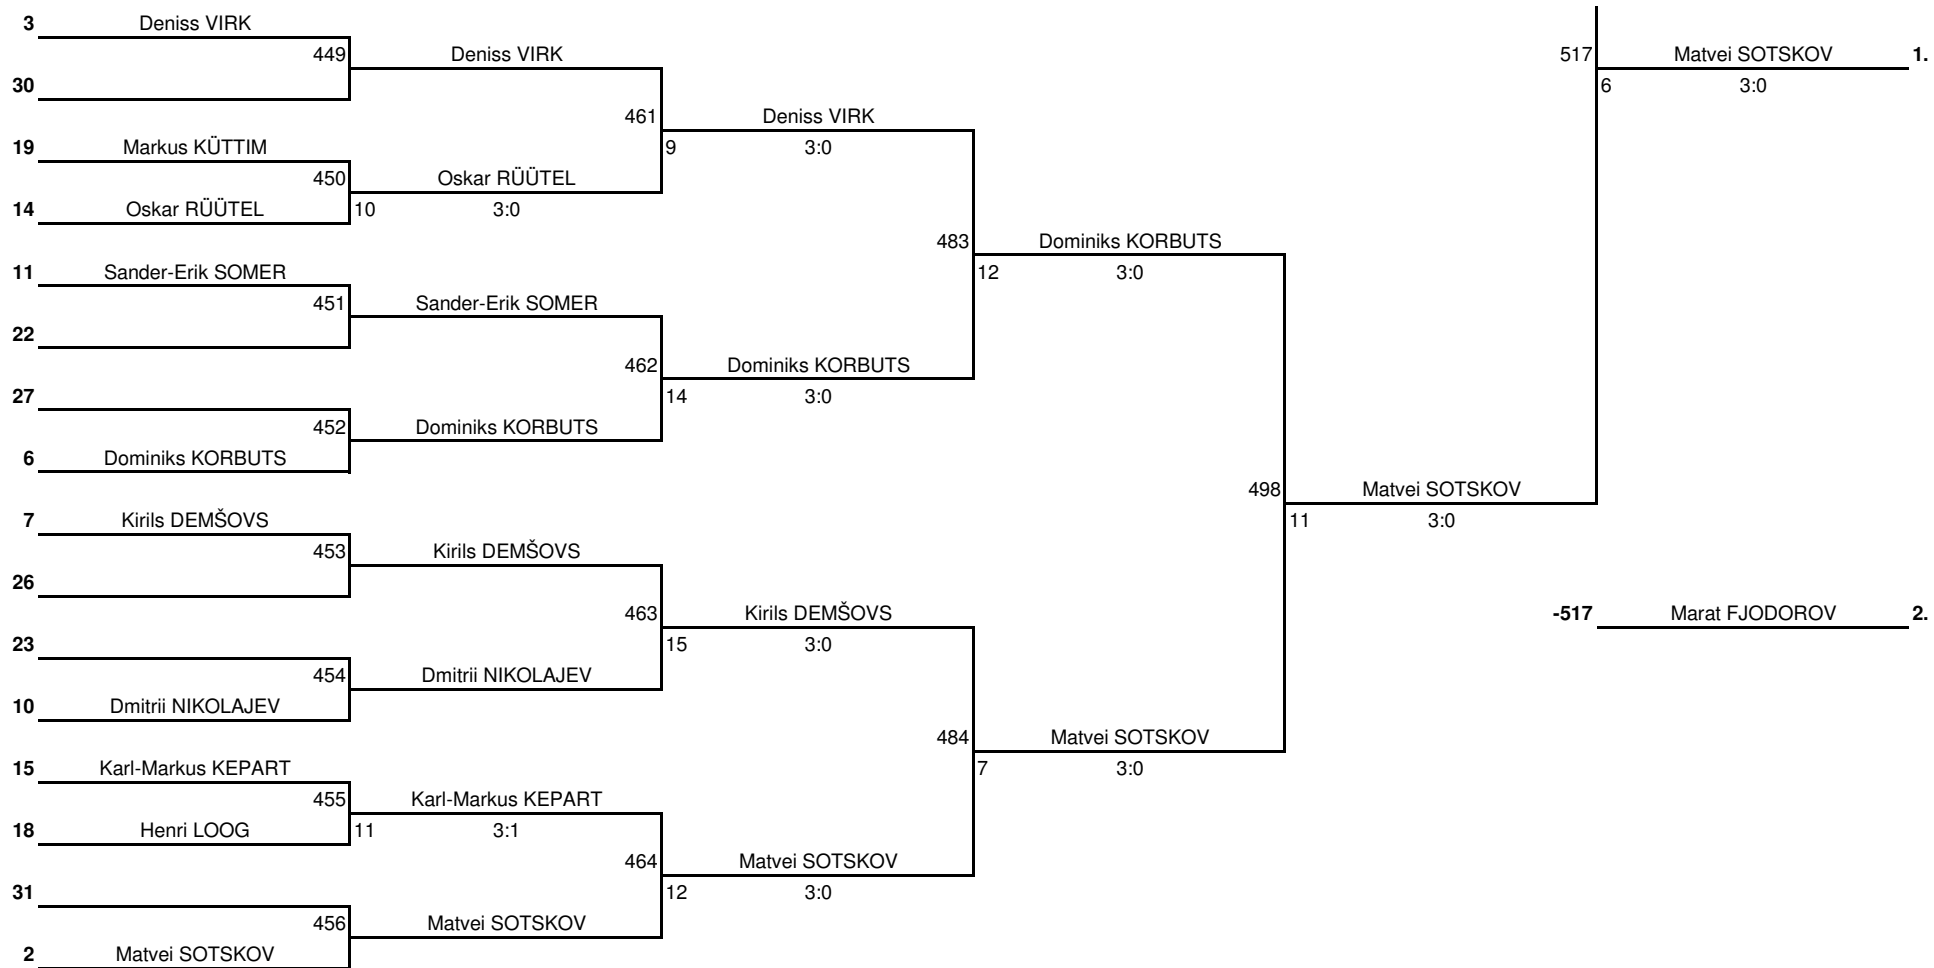 3 Deniss VIRK
449 Deniss VIRK 517 Matvei SOTSKOV 1.
30 6 3:0
461 Deniss VIRK
19 Markus KÜTTIM 9 3:0
450 Oskar RÜÜTEL
14 Oskar RÜÜTEL 10 3:0
483 Dominiks KORBUTS
11 Sander-Erik SOMER 12 3:0
451 Sander-Erik SOMER
22
462 Dominiks KORBUTS
27 14 3:0
452 Dominiks KORBUTS
6 Dominiks KORBUTS
498 Matvei SOTSKOV
7 Kirils DEMŠOVS 11 3:0
453 Kirils DEMŠOVS
26
463 Kirils DEMŠOVS -517 Marat FJODOROV 2.
23 15 3:0
454 Dmitrii NIKOLAJEV
10 Dmitrii NIKOLAJEV
484 Matvei SOTSKOV
15 Karl-Markus KEPART 7 3:0
455 Karl-Markus KEPART
18 Henri LOOG 11 3:1
464 Matvei SOTSKOV
31 12 3:0
456 Matvei SOTSKOV
2 Matvei SOTSKOV